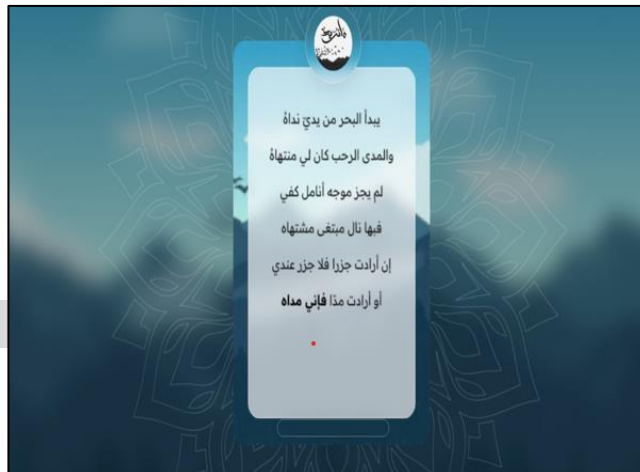 يبدأ البحر من يديَ نداهُ
والمدى الرحب كان لي منتهاهُ
لم يجز موجه أنامل كفي
فبها نال مبتغى مشتهاه
إن أرادت جزرا فلا جزر عندي
أو أرادت مدًا فإني مداه